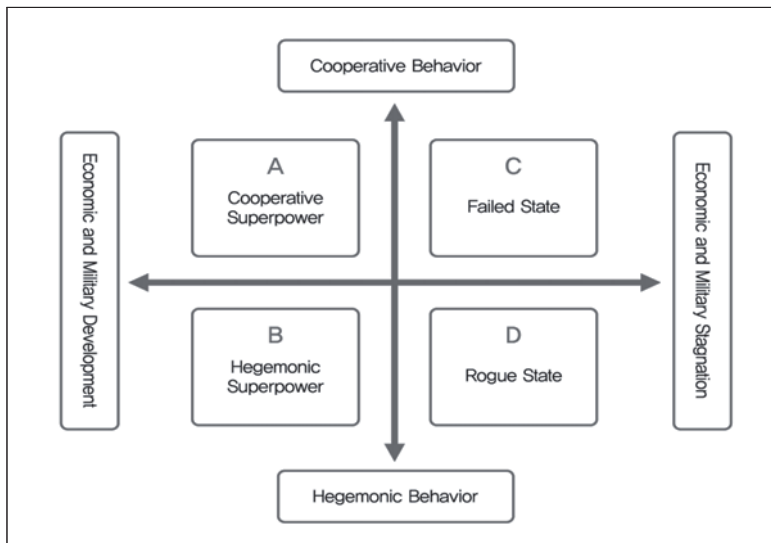 Cooperative Behavior
Economic and Military Development
A
Cooperative
Superpower
C
Failed State
Economic and Military Stagnation
B
Hegemonic
Superpower
D
Rogue State
Hegemonic Behavior